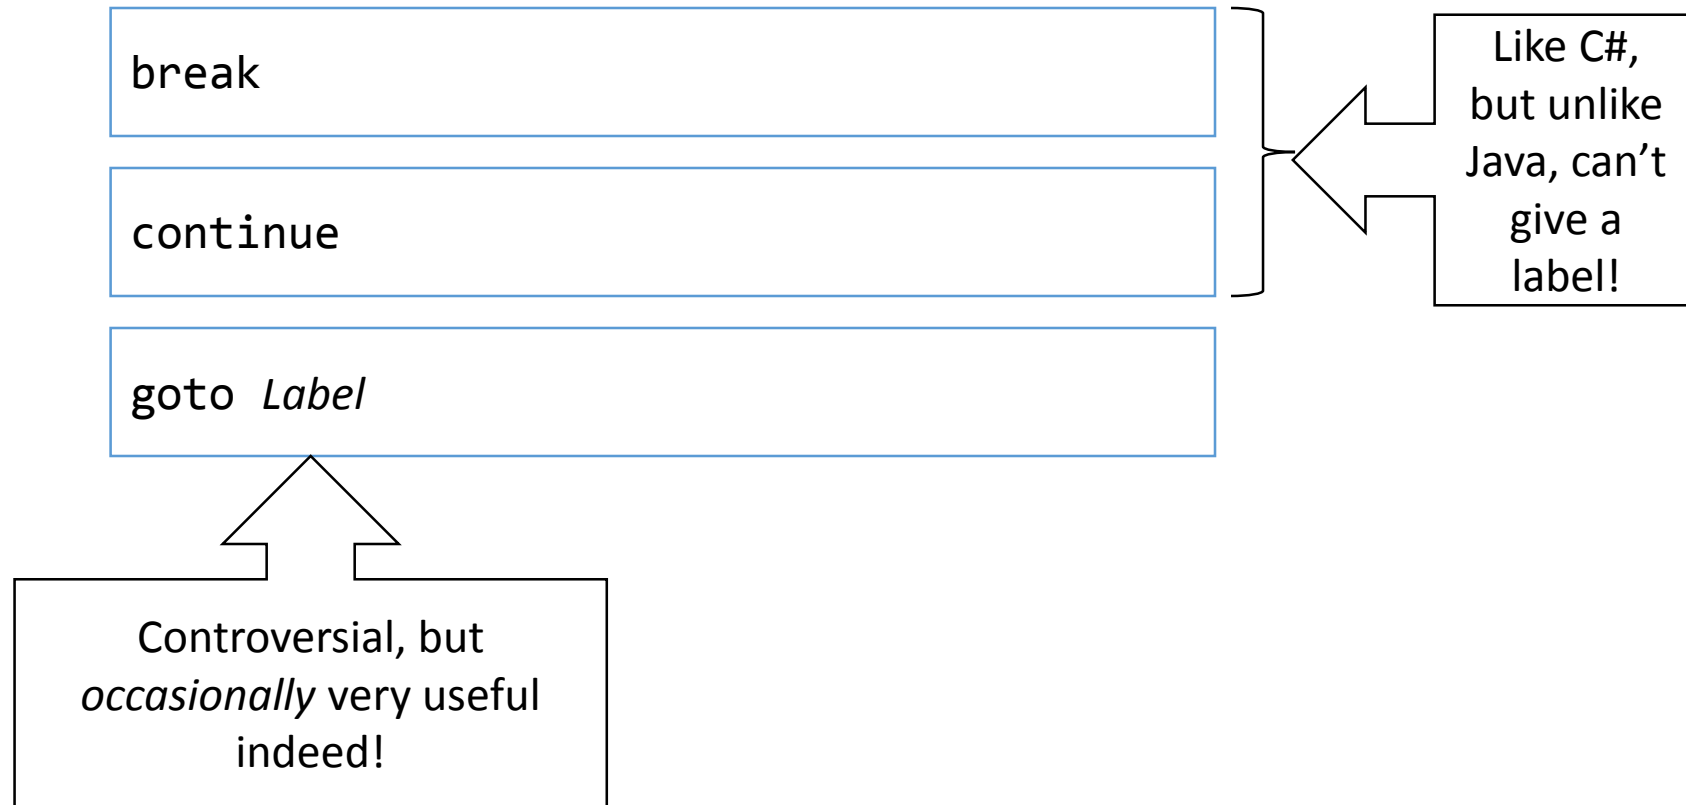 break
continue
goto Label
Like C#,
but unlike
Java, can’t
give a
label!
Controversial, but
occasionally very useful
indeed!